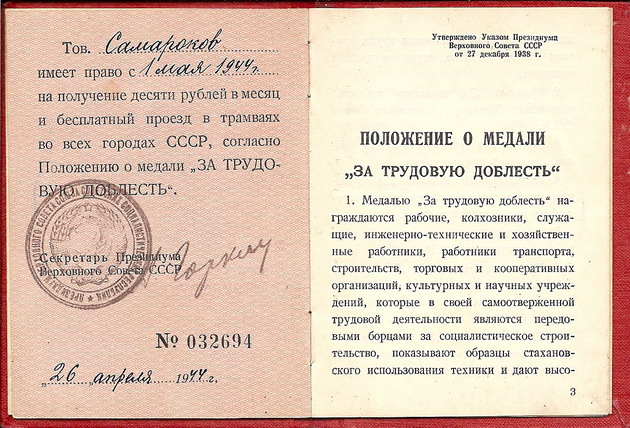 Тов. Самароков
имеет право с 1 мая 1944г.
на получение десяти рублей в месяц
и бесплатный проезд в трамваях
во всех городах СССР, согласно
Положению о медали „ЗА ТРУДО-
ВУЮ ДОБЛЕСТЬ“.
Секретарь Президиума
Верховного Совета СССР
Горкин
№ 032694
„26 апреля 1944 г.
Утверждено Указом Президиума
Верховного Совета СССР
от 27 декабря 1938 г.
ПОЛОЖЕНИЕ О МЕДАЛИ
„ЗА ТРУДОВУЮ ДОБЛЕСТЬ“
1. Медалью „За трудовую доблесть“ на-
граждаются рабочие, колхозники, служа-
щие, инженерно-технические и хозяйствен-
ные работники, работники транспорта,
строительств, торговых и кооперативных
организаций, культурных и научных учреж-
дений, которые в своей самоотверженной
трудовой деятельности являются передо-
выми борцами за социалистическое строи-
тельство, показывают образцы стаханов-
ского использования техники и дают высо-
3